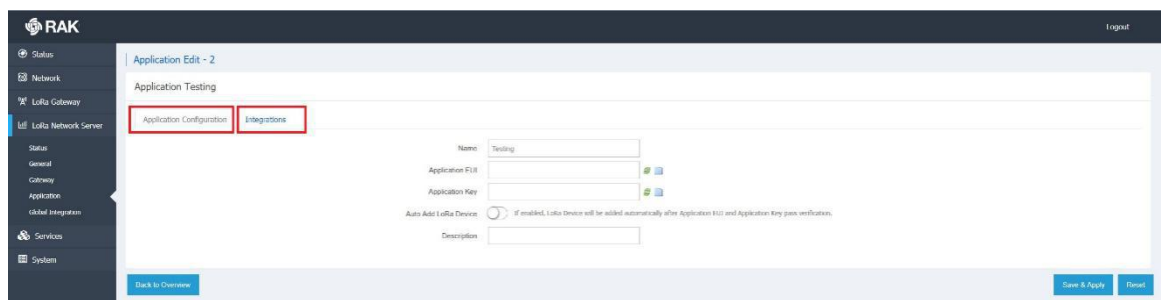 RAK
Logout
Status
Network
LoRa Gateway
LoRa Network Server
Status
General
Gateway
Application
Global Integration
Services
System
Application Edit - 2
Application Testing
Application Configuration Integrations
Name Testing
Application EUI
Application Key
Auto Add LoRa Device If enabled, LoRa Device will be added automatically after Application EUI and Application Key pass verification.
Description
Back to Overview Save & Apply Reset